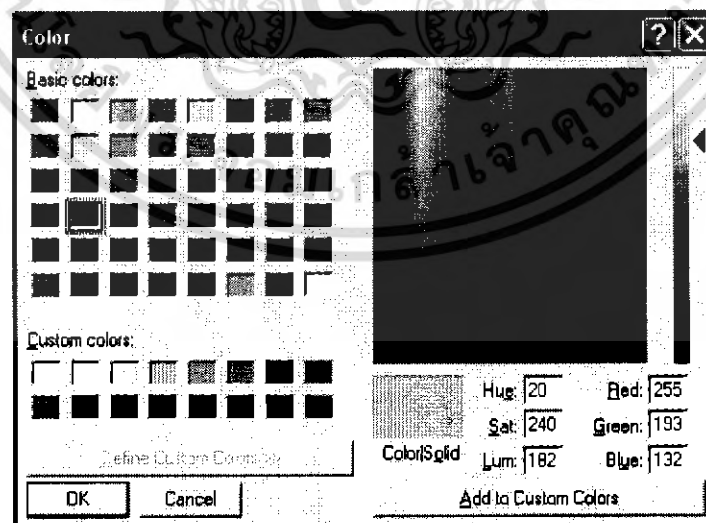 Color
Basic colors:
Custom colors:
Define Custom Colors >>
OK
Cancel
Color|Solid
Hue: 20
Sat: 240
Lum: 182
Red: 255
Green: 193
Blue: 132
Add to Custom Colors